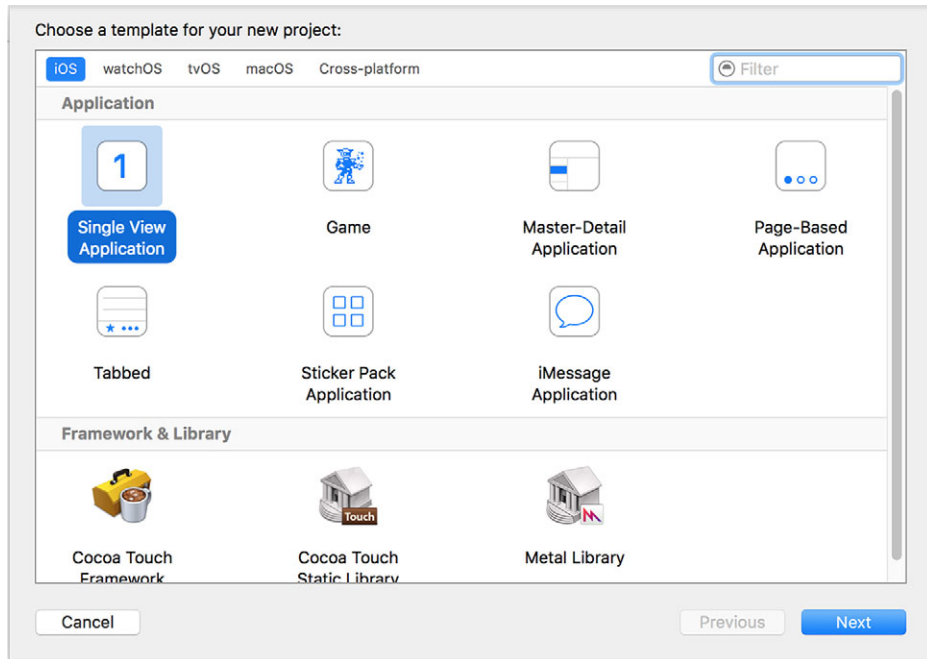 Choose a template for your new project:
iOS watchOS tvOS macOS Cross-platform Filter
Application
1
Single View
Application
Game
Master-Detail
Application
Page-Based
Application
Tabbed
Sticker Pack
Application
iMessage
Application
Framework & Library
Touch
Cocoa Touch
Framework
Cocoa Touch
Static Library
Metal Library
Cancel Previous Next